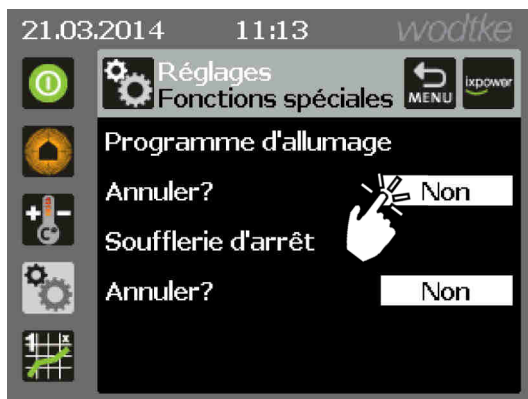 21.03.2014 11:13 wodtke
Réglages
Fonctions spéciales
MENU
ixpower
Programme d'allumage
Annuler? Non
Soufflerie d'arrêt
Annuler? Non
+ -
C°
1 x